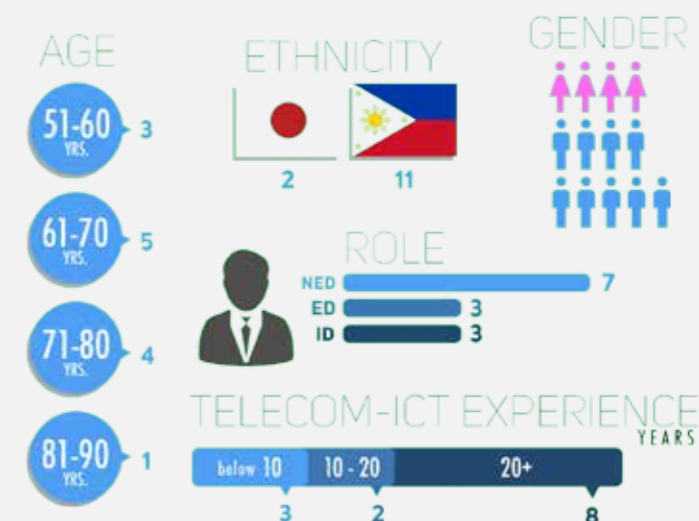 AGE
51-60
YRS.
3
61-70
YRS.
5
71-80
YRS.
4
81-90
YRS.
1
ETHNICITY
2
11
GENDER
ROLE
NED 7
ED 3
ID 3
TELECOM-ICT EXPERIENCE
YEARS
below 10 10 - 20 20+
3 2 8